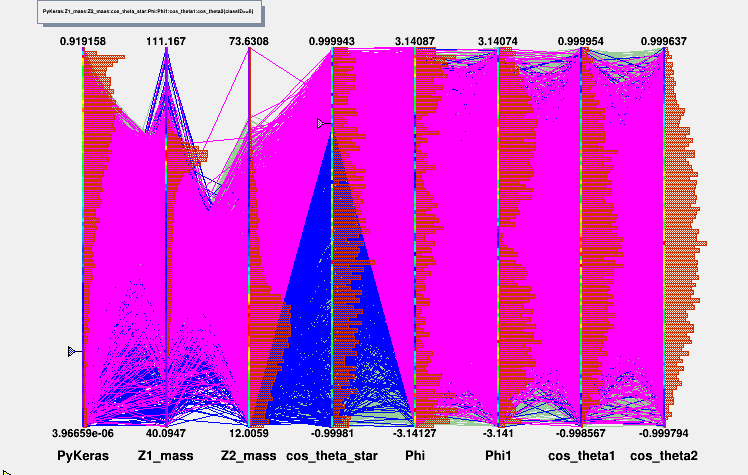 PyKeras:Z1_mass:Z2_mass:cos_theta_star:Phi:Phi1:cos_theta1:cos_theta2{classID==0}
0.919158 111.167 73.6308 0.999943 3.14087 3.14074 0.999954 0.999637
3.96659e-06 40.0947 12.0059 -0.99981 -3.14127 -3.141 -0.998567 -0.999794
PyKeras Z1_mass Z2_mass cos_theta_star Phi Phi1 cos_theta1 cos_theta2